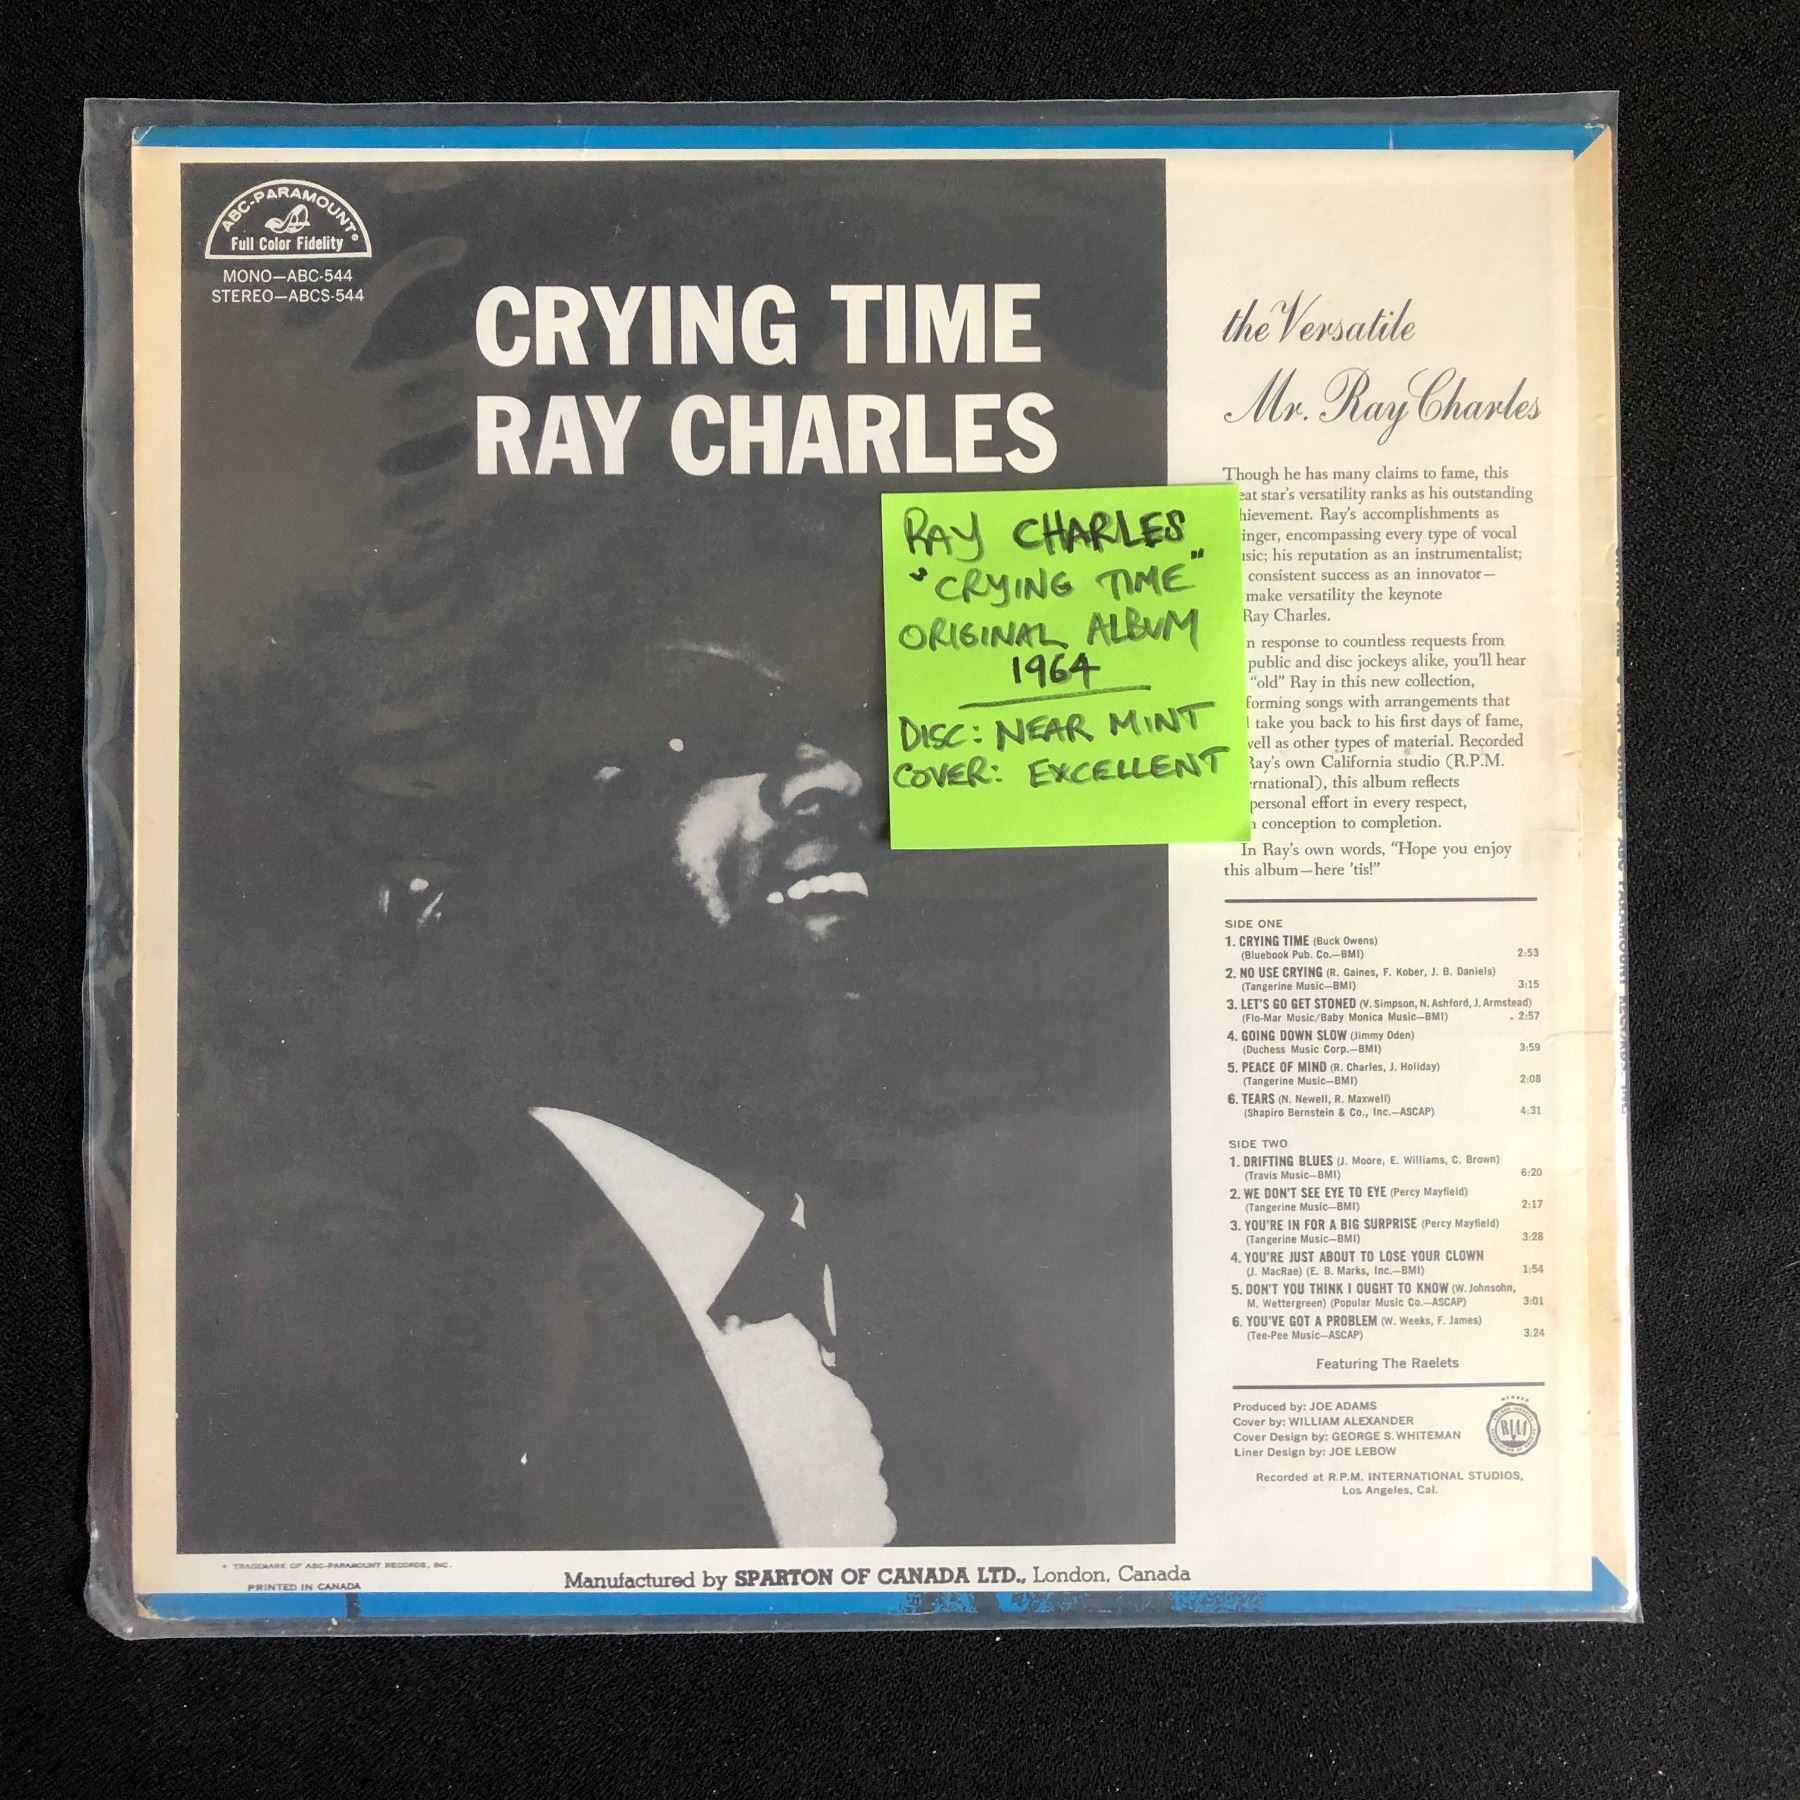 ABC-PARAMOUNT®
Full Color Fidelity
MONO—ABC-544
STEREO—ABCS-544
CRYING TIME
RAY CHARLES
RAY CHARLES
"CRYING TIME"
ORIGINAL ALBUM
1964
DISC: NEAR MINT
COVER: EXCELLENT
the Versatile
Mr. Ray Charles
Though he has many claims to fame, this
star's versatility ranks as his outstanding
Ray's accomplishments as
encompassing every type of vocal
his reputation as an instrumentalist;
consistent success as an innovator—
make versatility the keynote
Ray Charles.
response to countless requests from
public and disc jockeys alike, you'll hear
"old" Ray in this new collection,
songs with arrangements that
take you back to his first days of fame,
as other types of material. Recorded
own California studio (R.P.M.
this album reflects
personal effort in every respect,
conception to completion.
In Ray's own words, "Hope you enjoy
this album—here 'tis!"
SIDE ONE
1. CRYING TIME (Buck Owens)
(Bluebook Pub. Co.—BMI) 2:53
2. NO USE CRYING (R. Gaines, F. Kober, J. B. Daniels)
(Tangerine Music—BMI) 3:15
3. LET'S GO GET STONED (V. Simpson, N. Ashford, J. Armstead)
(Flo-Mar Music/Baby Monica Music—BMI) . 2:57
4. GOING DOWN SLOW (Jimmy Oden)
(Duchess Music Corp.—BMI) 3:59
5. PEACE OF MIND (R. Charles, J. Holiday)
(Tangerine Music—BMI) 2:08
6. TEARS (N. Newell, R. Maxwell)
(Shapiro Bernstein & Co., Inc.—ASCAP) 4:31
SIDE TWO
1. DRIFTING BLUES (J. Moore, E. Williams, C. Brown)
(Travis Music—BMI) 6:20
2. WE DON'T SEE EYE TO EYE (Percy Mayfield)
(Tangerine Music—BMI) 2:17
3. YOU'RE IN FOR A BIG SURPRISE (Percy Mayfield)
(Tangerine Music—BMI) 3:28
4. YOU'RE JUST ABOUT TO LOSE YOUR CLOWN
(J. MacRae) (E. B. Marks, Inc.—BMI) 1:54
5. DON'T YOU THINK I OUGHT TO KNOW (W. Johnsohn,
M. Wettergreen) (Popular Music Co.—ASCAP) 3:01
6. YOU'VE GOT A PROBLEM (W. Weeks, F. James)
(Tee-Pee Music—ASCAP) 3:24
Featuring The Raelets
Produced by: JOE ADAMS
Cover by: WILLIAM ALEXANDER
Cover Design by: GEORGE S. WHITEMAN
Liner Design by: JOE LEBOW
RIAA
Recorded at R.P.M. INTERNATIONAL STUDIOS,
Los Angeles, Cal.
* TRADEMARK OF ABC-PARAMOUNT RECORDS, INC.
PRINTED IN CANADA
Manufactured by SPARTON OF CANADA LTD., London, Canada